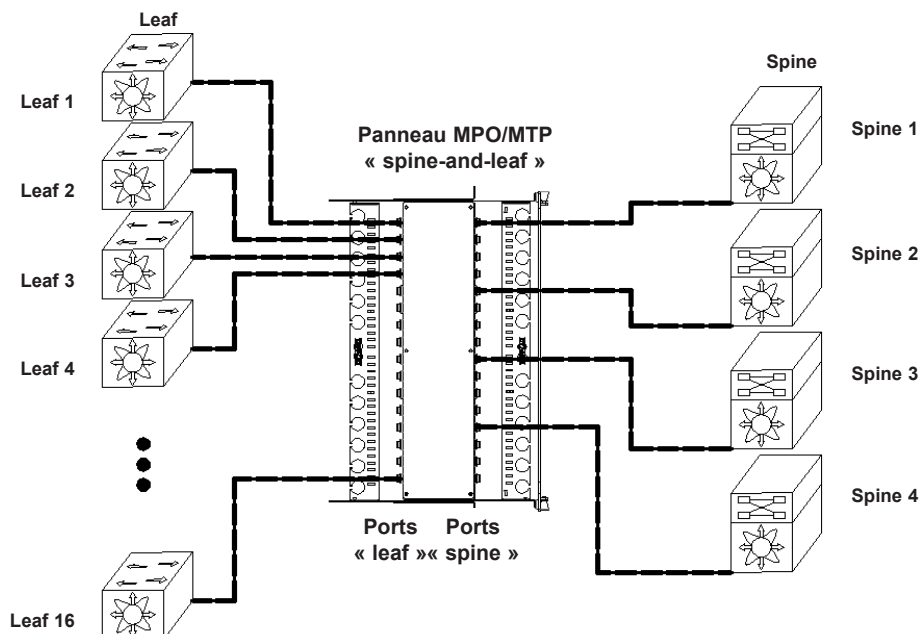 Leaf
Spine
Leaf 1
Spine 1
Panneau MPO/MTP
« spine-and-leaf »
Leaf 2
Spine 2
Leaf 3
Leaf 4
Spine 3
Spine 4
Ports
« leaf »
Ports
« spine »
Leaf 16